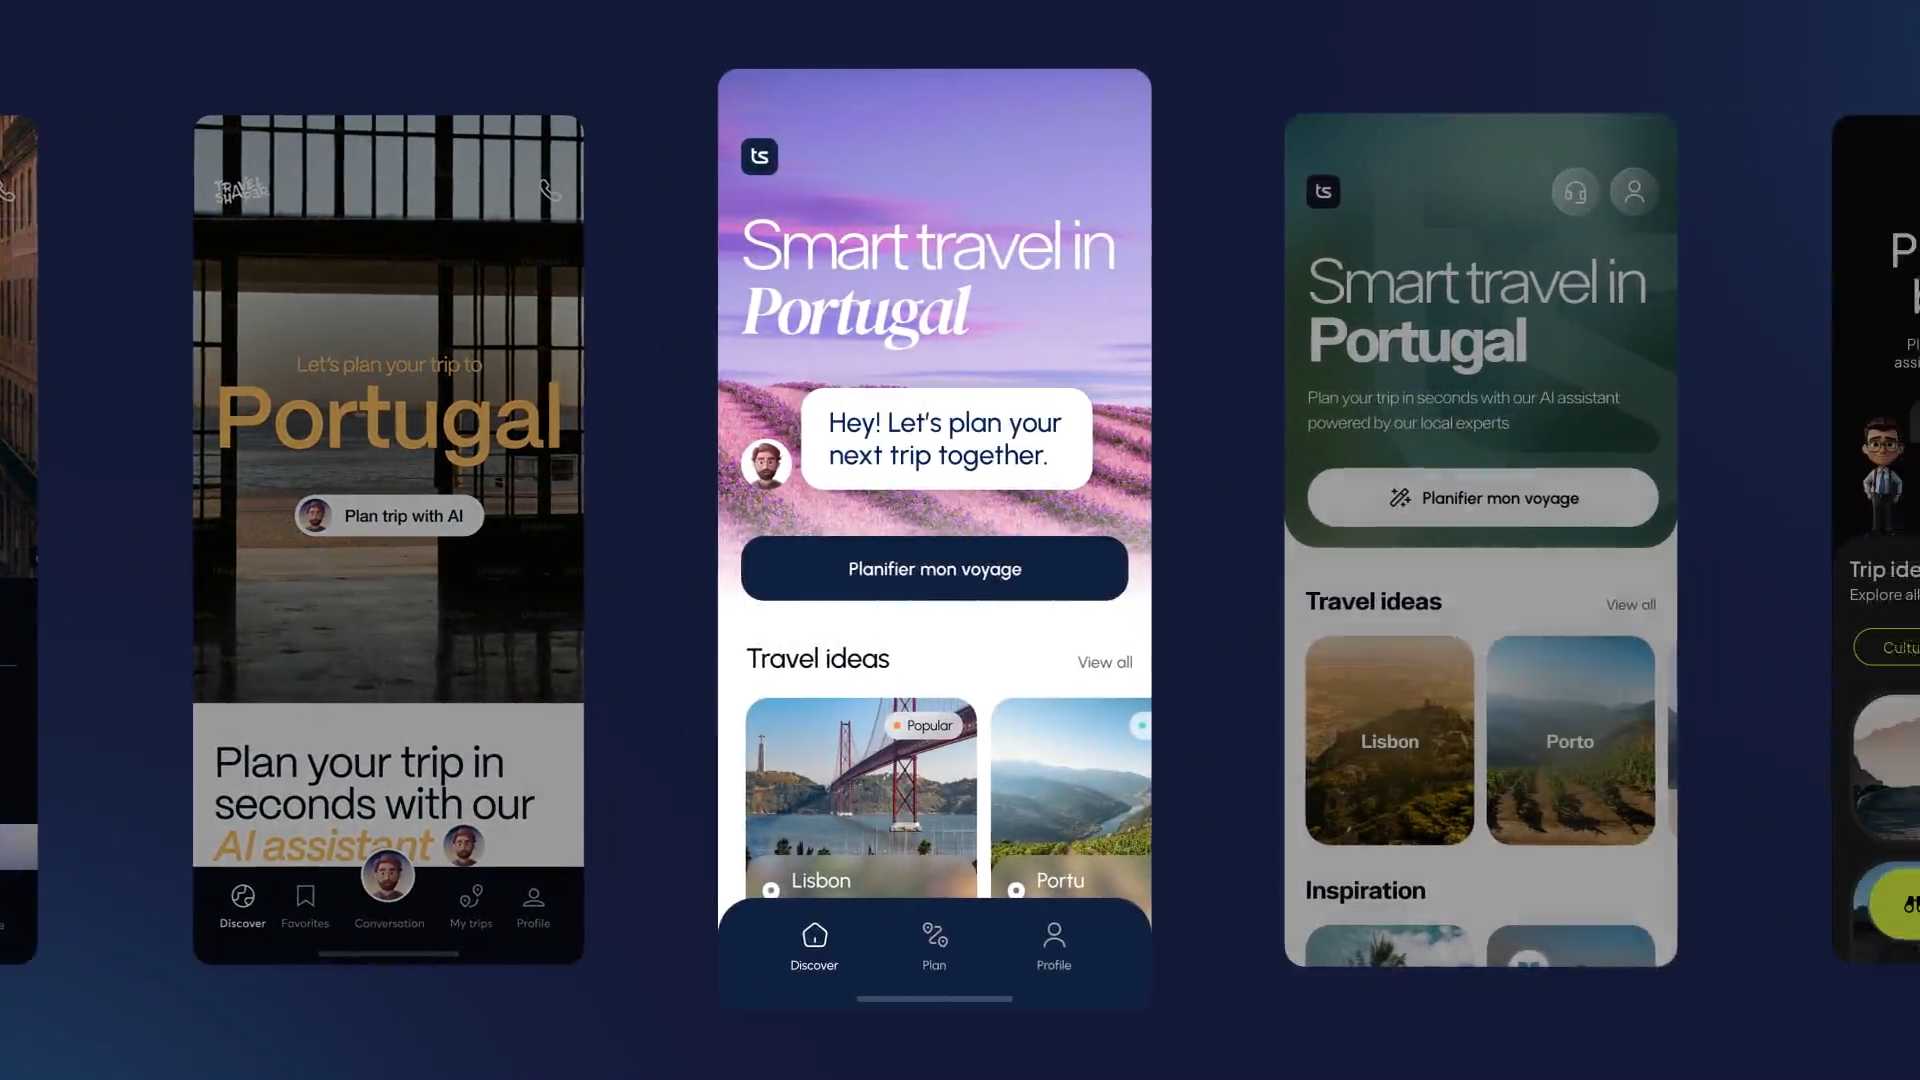 TRAVEL
SHAPER
Let's plan your trip to
Portugal
Plan trip with AI
Plan your trip in
seconds with our
AI assistant
Discover
Favorites
Conversation
My trips
Profile
ts
Smart travel in
Portugal
Hey! Let's plan your
next trip together.
Planifier mon voyage
Travel ideas
View all
Popular
Lisbon
Portu
Discover
Plan
Profile
ts
Smart travel in
Portugal
Plan your trip in seconds with our AI assistant
powered by our local experts
Planifier mon voyage
Travel ideas
View all
Lisbon
Porto
Inspiration
P
Pl
assi
Trip ide
Explore all
Cultu